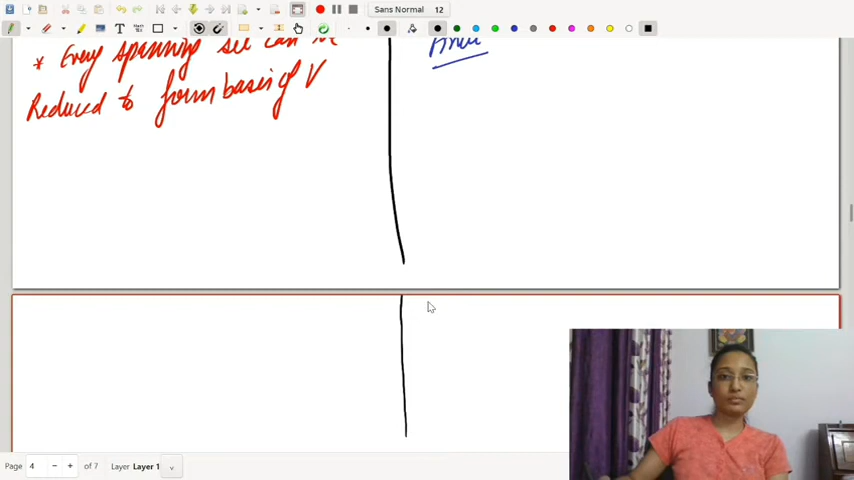 Sans Normal 12
* Every spanning set can be
Reduced to form basis of V
Page 4 of 7 Layer Layer 1